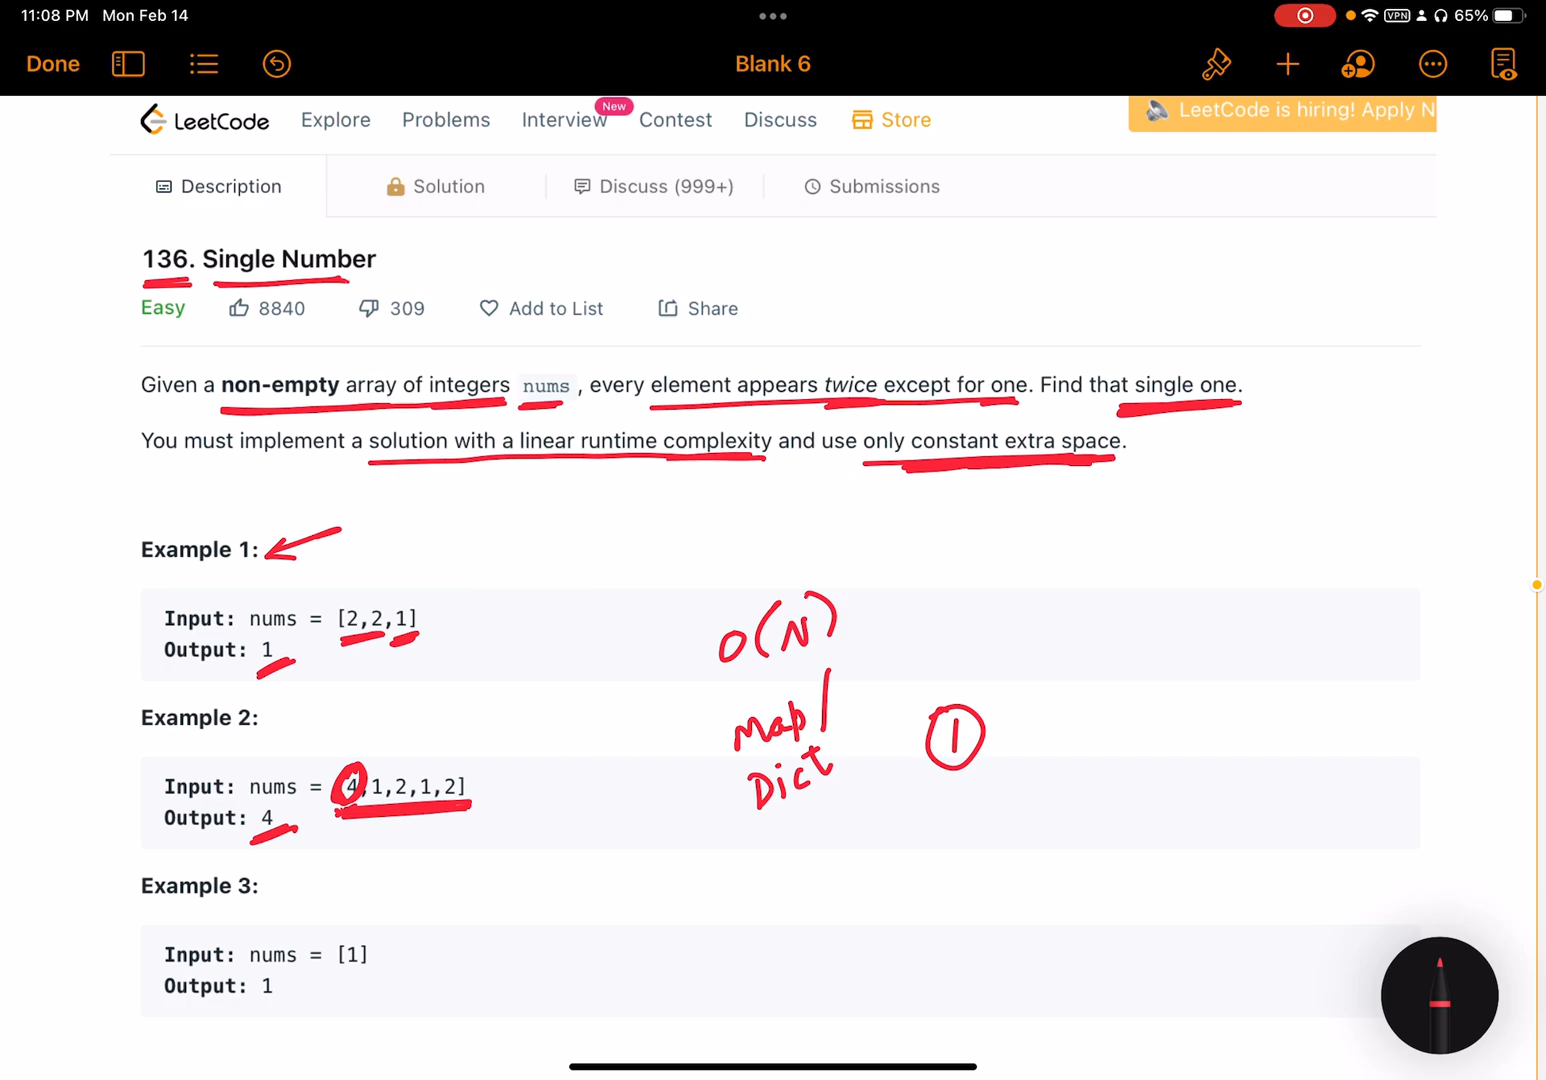 11:08 PM Mon Feb 14
VPN 65%
Done Blank 6
LeetCode Explore Problems Interview New Contest Discuss Store LeetCode is hiring! Apply N
Description Solution Discuss (999+) Submissions
136. Single Number
Easy 8840 309 Add to List Share
Given a non-empty array of integers nums , every element appears twice except for one. Find that single one.
You must implement a solution with a linear runtime complexity and use only constant extra space.
Example 1:
Input: nums = [2,2,1]
Output: 1
O(N)
Map/
Dict
1
Example 2:
Input: nums = [4,1,2,1,2]
Output: 4
Example 3:
Input: nums = [1]
Output: 1